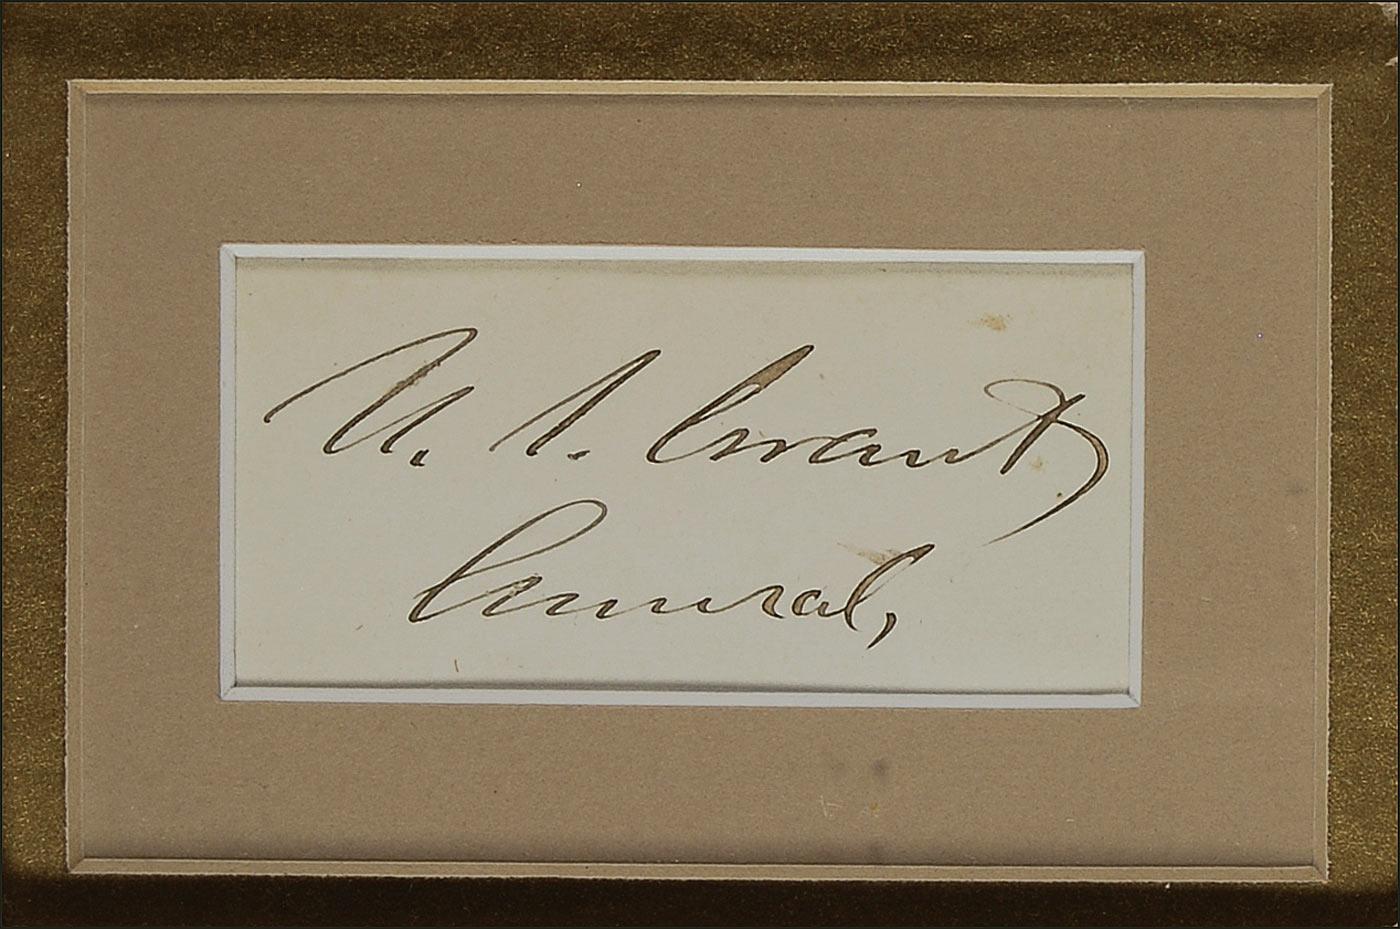 U. S. Grant
General,